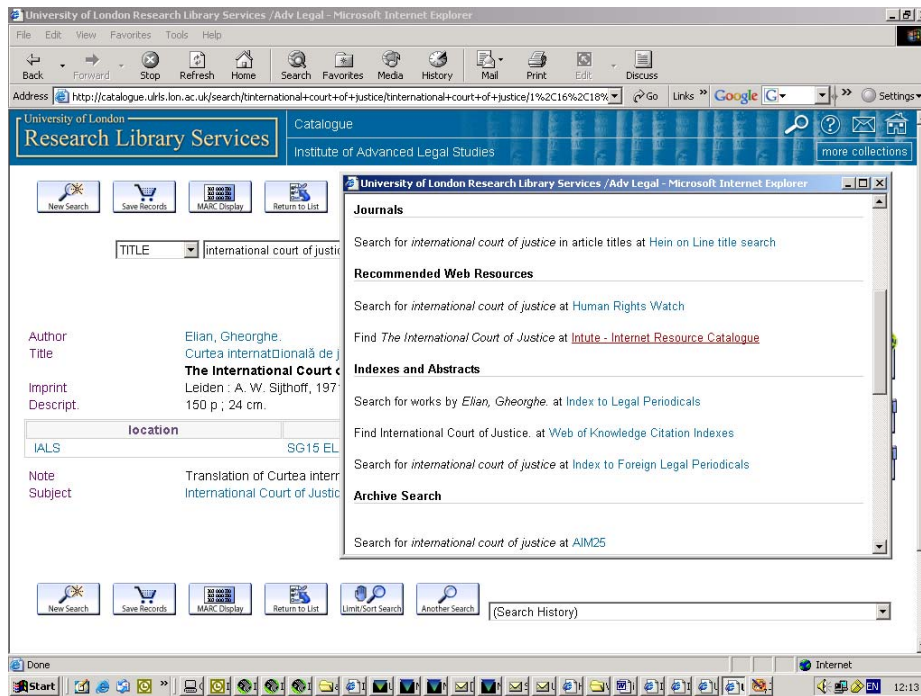 University of London Research Library Services /Adv Legal - Microsoft Internet Explorer
File Edit View Favorites Tools Help
Back Forward Stop Refresh Home Search Favorites Media History Mail Print Edit Discuss
Address http://catalogue.ulrls.lon.ac.uk/search/tinternational+court+of+justice/tinternational+court+of+justice/1%2C16%2C18% Go Links » Google G » Settings
University of London
Research Library Services
Catalogue
Institute of Advanced Legal Studies
more collections
New Search Save Records MARC Display Return to List
TITLE international court of justic
Author Elian, Gheorghe.
Title Curtea internat□ională de j
The International Court
Imprint Leiden : A. W. Sijthoff, 197
Descript. 150 p ; 24 cm.
location
IALS SG15 EL
Note Translation of Curtea intern
Subject International Court of Justic
University of London Research Library Services /Adv Legal - Microsoft Internet Explorer
Journals
Search for international court of justice in article titles at Hein on Line title search
Recommended Web Resources
Search for international court of justice at Human Rights Watch
Find The International Court of Justice at Intute - Internet Resource Catalogue
Indexes and Abstracts
Search for works by Elian, Gheorghe. at Index to Legal Periodicals
Find International Court of Justice. at Web of Knowledge Citation Indexes
Search for international court of justice at Index to Foreign Legal Periodicals
Archive Search
Search for international court of justice at AIM25
New Search Save Records MARC Display Return to List Limit/Sort Search Another Search (Search History)
Done Internet
Start » EN 12:19